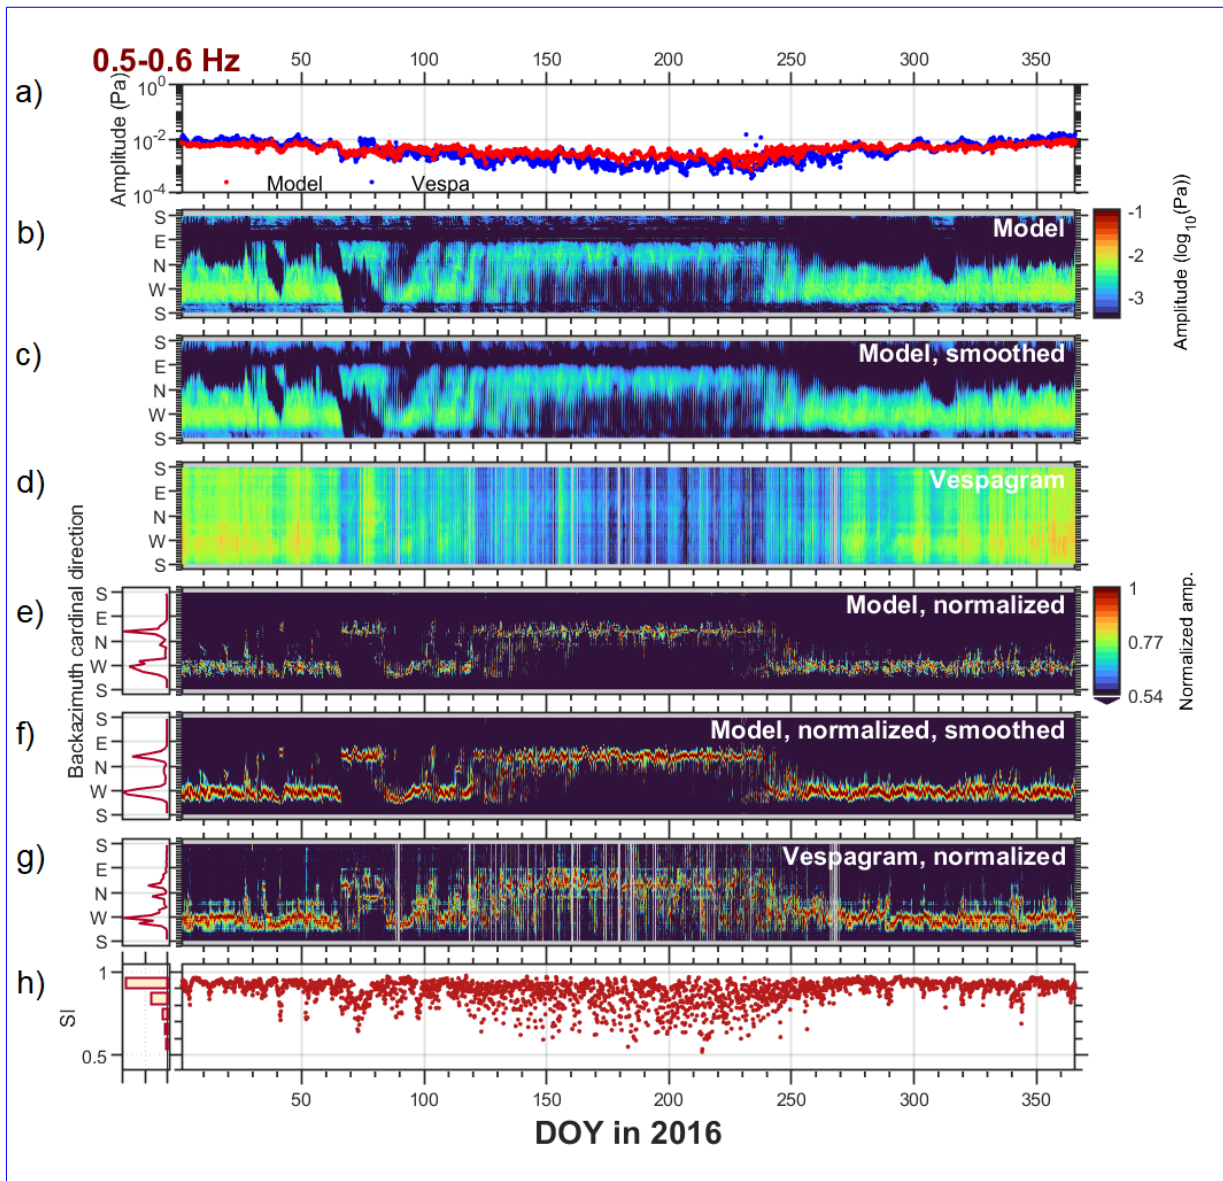 0.5-0.6 Hz
50 100 150 200 250 300 350
a)
Amplitude (Pa)
10^0
10^-2
10^-4
Model Vespa
b)
S
E
N
W
S
Model
-1
-2
-3
Amplitude (log10(Pa))
c)
S
E
N
W
S
Model, smoothed
d)
S
E
N
W
S
Vespagram
Backazimuth cardinal direction
e)
S
E
N
W
S
Model, normalized
1
0.77
0.54
Normalized amp.
f)
S
E
N
W
S
Model, normalized, smoothed
g)
S
E
N
W
S
Vespagram, normalized
h)
SI
1
0.5
50 100 150 200 250 300 350
DOY in 2016